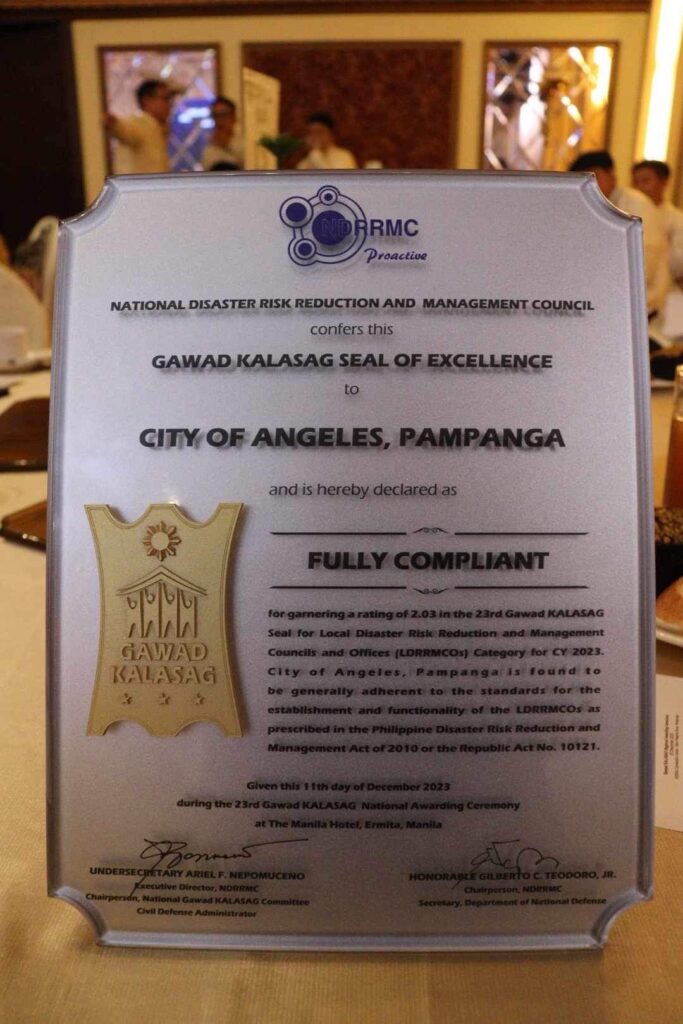 NDRRMC
Proactive
NATIONAL DISASTER RISK REDUCTION AND MANAGEMENT COUNCIL
confers this
GAWAD KALASAG SEAL OF EXCELLENCE
to
CITY OF ANGELES, PAMPANGA
and is hereby declared as
FULLY COMPLIANT
GAWAD
KALASAG
for garnering a rating of 2.03 in the 23rd Gawad KALASAG
Seal for Local Disaster Risk Reduction and Management
Councils and Offices (LDRRMCOs) Category for CY 2023.
City of Angeles, Pampanga is found to
be generally adherent to the standards for the
establishment and functionality of the LDRRMCOs as
prescribed in the Philippine Disaster Risk Reduction and
Management Act of 2010 or the Republic Act No. 10121.
Given this 11th day of December 2023
during the 23rd Gawad KALASAG National Awarding Ceremony
at The Manila Hotel, Ermita, Manila
UNDERSECRETARY ARIEL F. NEPOMUCENO
Executive Director, NDRRMC
Chairperson, National Gawad KALASAG Committee
Civil Defense Administrator
HONORABLE GILBERTO C. TEODORO, JR.
Chairperson, NDRRMC
Secretary, Department of National Defense